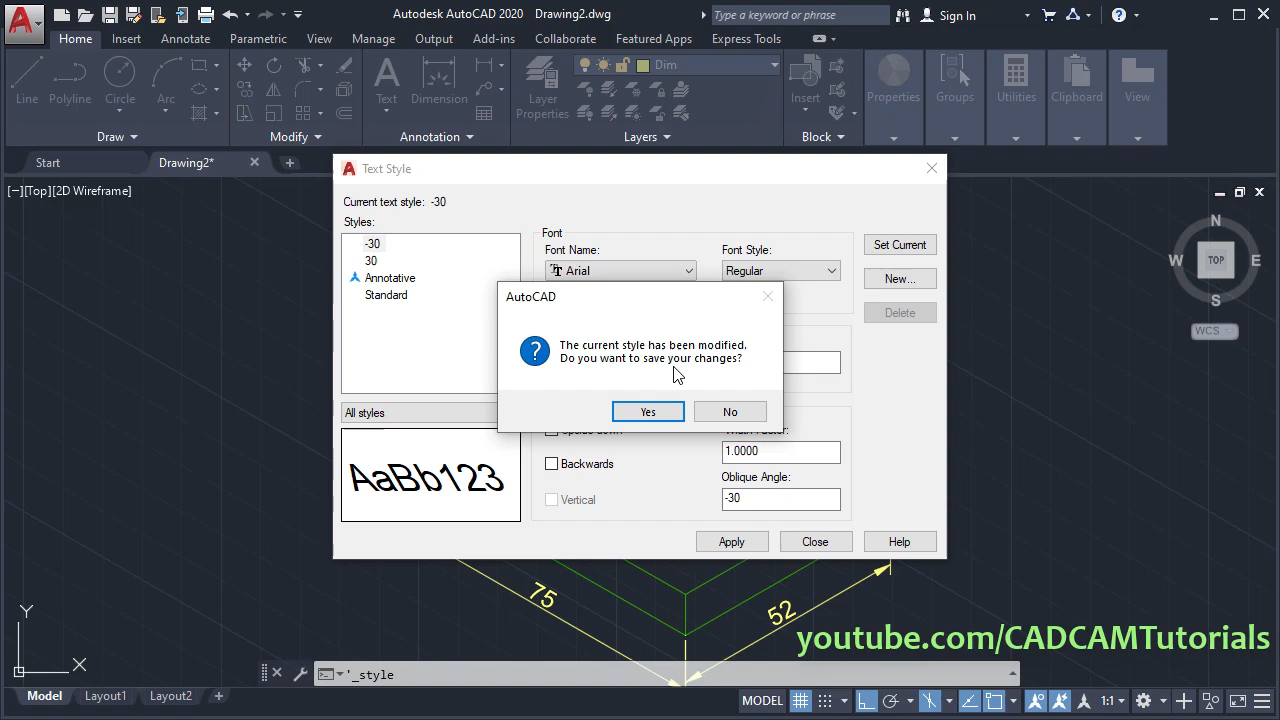 Autodesk AutoCAD 2020 Drawing2.dwg
Type a keyword or phrase
Sign In
Home Insert Annotate Parametric View Manage Output Add-ins Collaborate Featured Apps Express Tools
Line Polyline Circle Arc
Text Dimension
Layer
Properties
Dim
Insert
Properties Groups Utilities Clipboard View
Draw Modify Annotation Layers Block
Start Drawing2*
[−][Top][2D Wireframe]
Text Style
Current text style: -30
Styles:
-30
30
Annotative
Standard
Font
Font Name:
Arial
Font Style:
Regular
Set Current
New...
Delete
AutoCAD
The current style has been modified.
Do you want to save your changes?
Yes No
All styles
AaBb123
Backwards
Vertical
1.0000
Oblique Angle:
-30
Apply Close Help
N
W TOP E
S
WCS
75
52
Y
X
youtube.com/CADCAMTutorials
'_style
Model Layout1 Layout2
MODEL
1:1